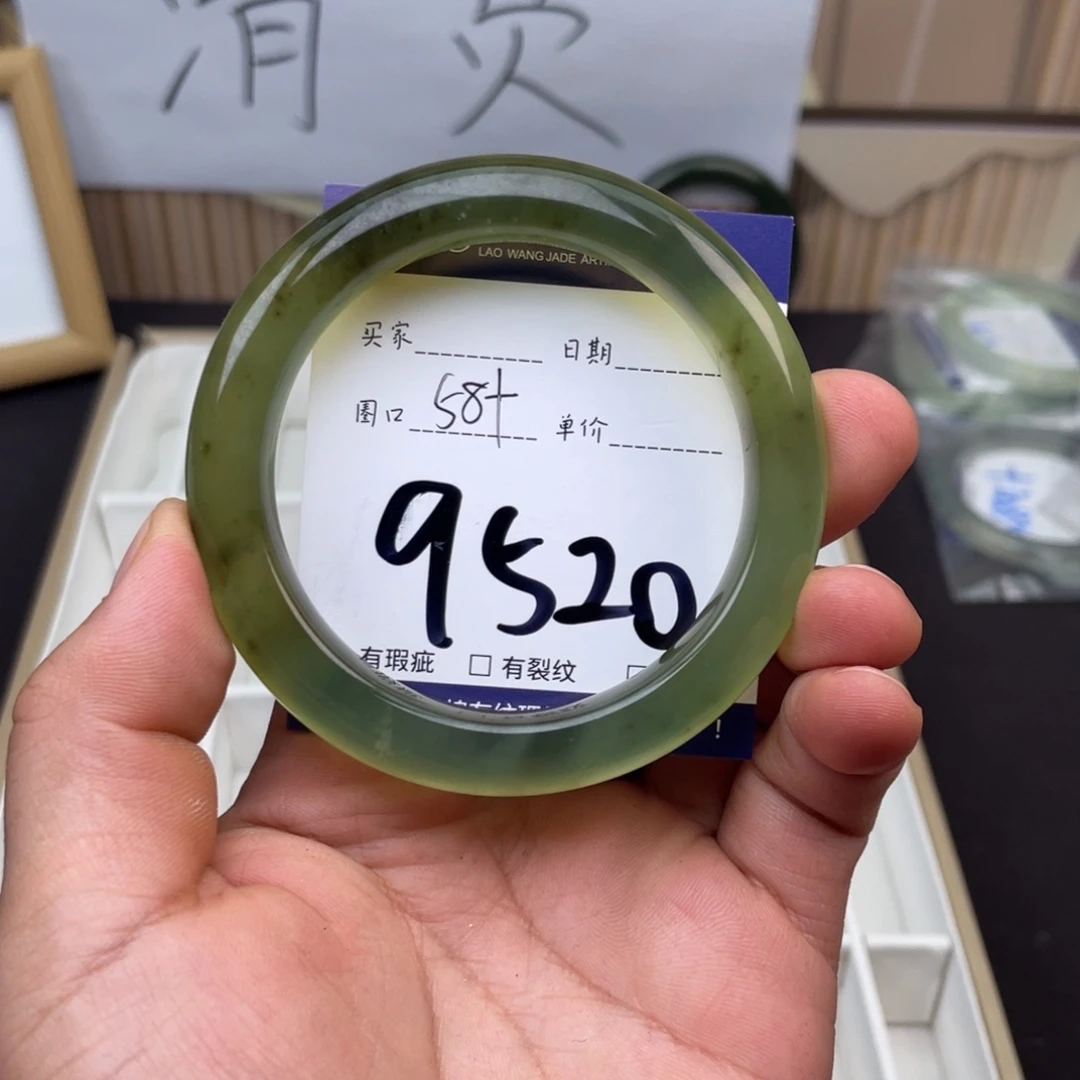 消 欠
LAO WANG JADE ART
买家 日期
圈口 58+ 单价
9520
有瑕疵 □ 有裂纹 □
!